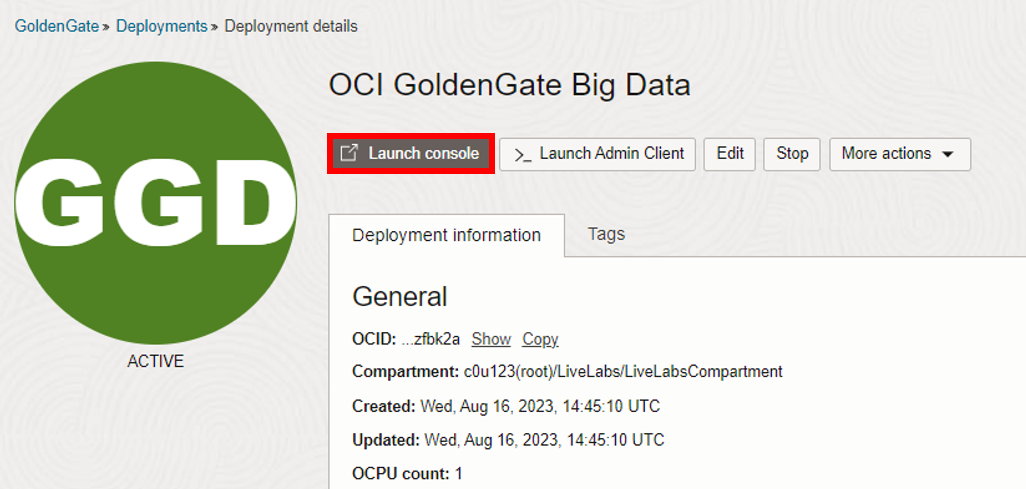 GoldenGate » Deployments » Deployment details
GGD
ACTIVE
OCI GoldenGate Big Data
Launch console >_ Launch Admin Client Edit Stop More actions
Deployment information Tags
General
OCID: ...zfbk2a Show Copy
Compartment: c0u123(root)/LiveLabs/LiveLabsCompartment
Created: Wed, Aug 16, 2023, 14:45:10 UTC
Updated: Wed, Aug 16, 2023, 14:45:10 UTC
OCPU count: 1